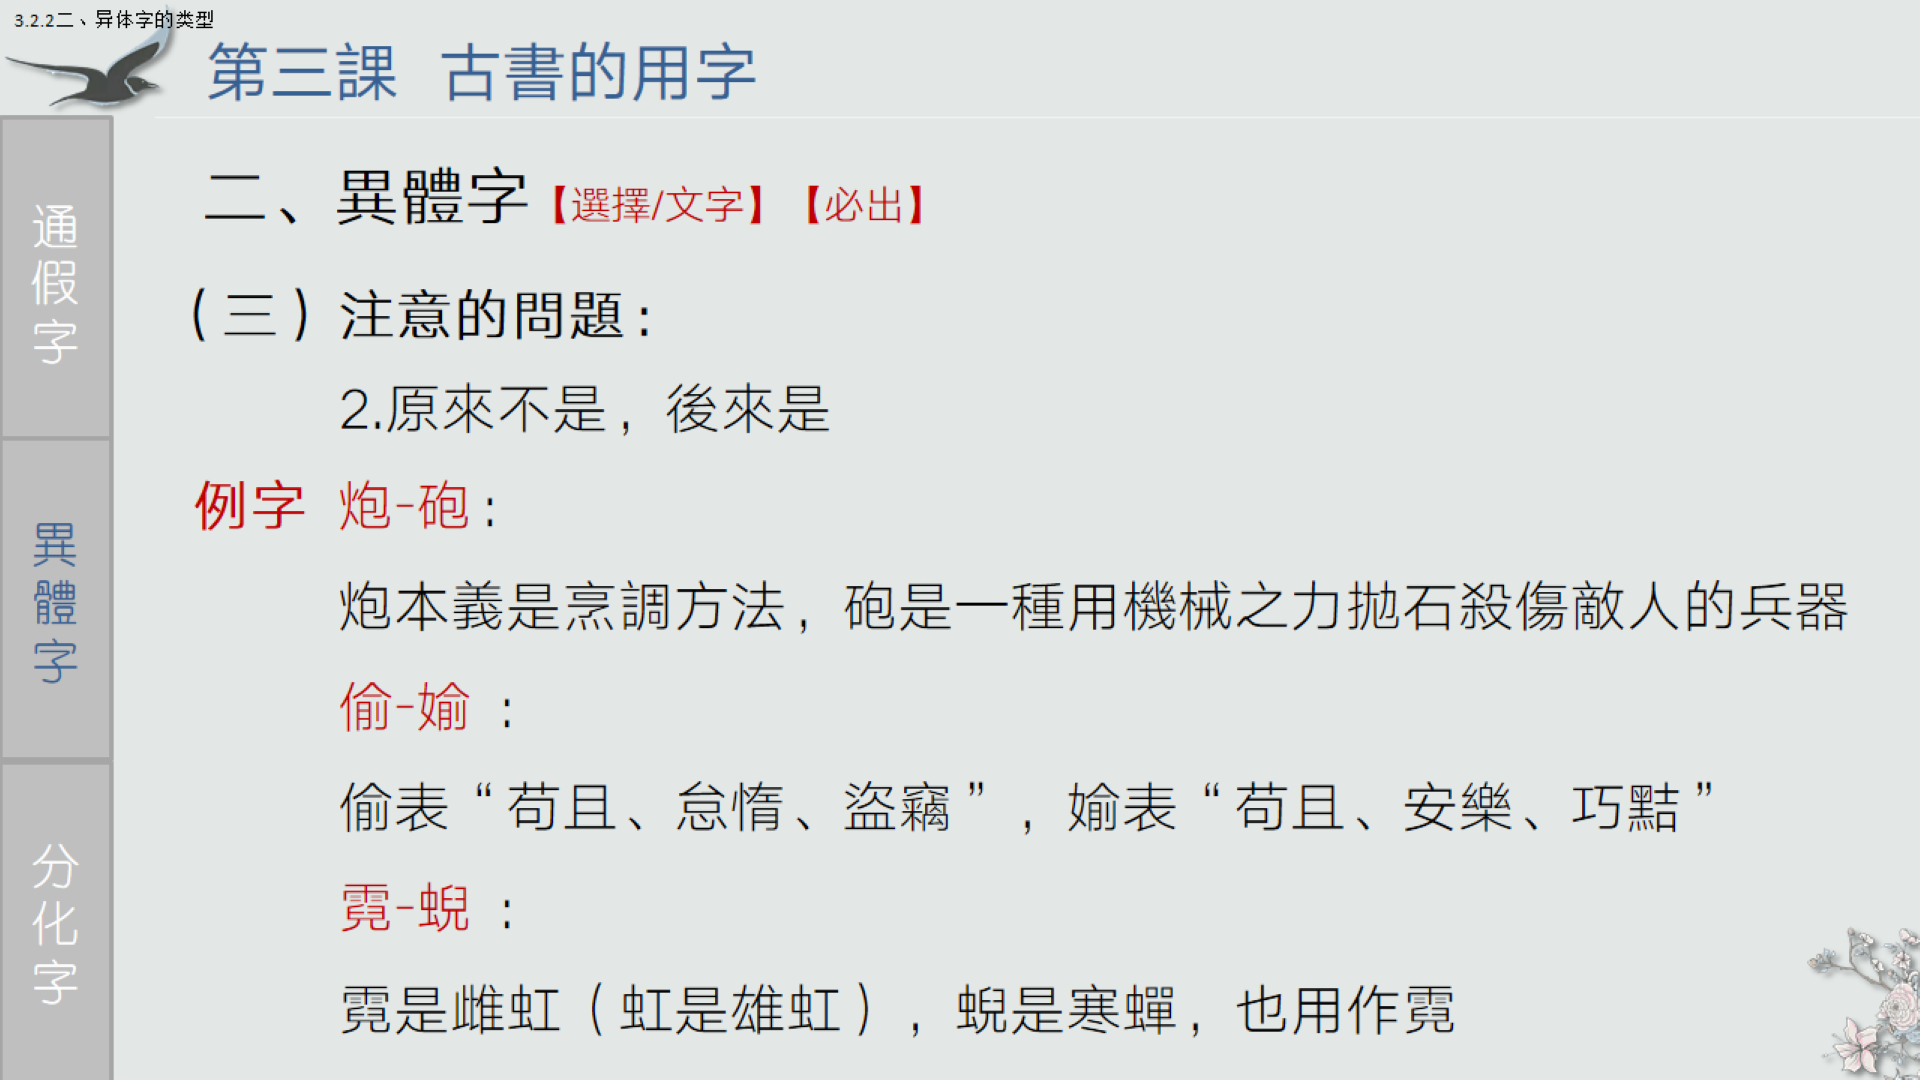 3.2.2二、异体字的类型
第三課 古書的用字
通假字
異體字
分化字
二、異體字【選擇/文字】【必出】
（三）注意的問題：
2.原來不是，後來是
例字 炮-砲：
炮本義是烹調方法，砲是一種用機械之力拋石殺傷敵人的兵器
偷-媮：
偷表“苟且、怠惰、盜竊”，媮表“苟且、安樂、巧黠”
霓-蜺：
霓是雌虹（虹是雄虹），蜺是寒蟬，也用作霓